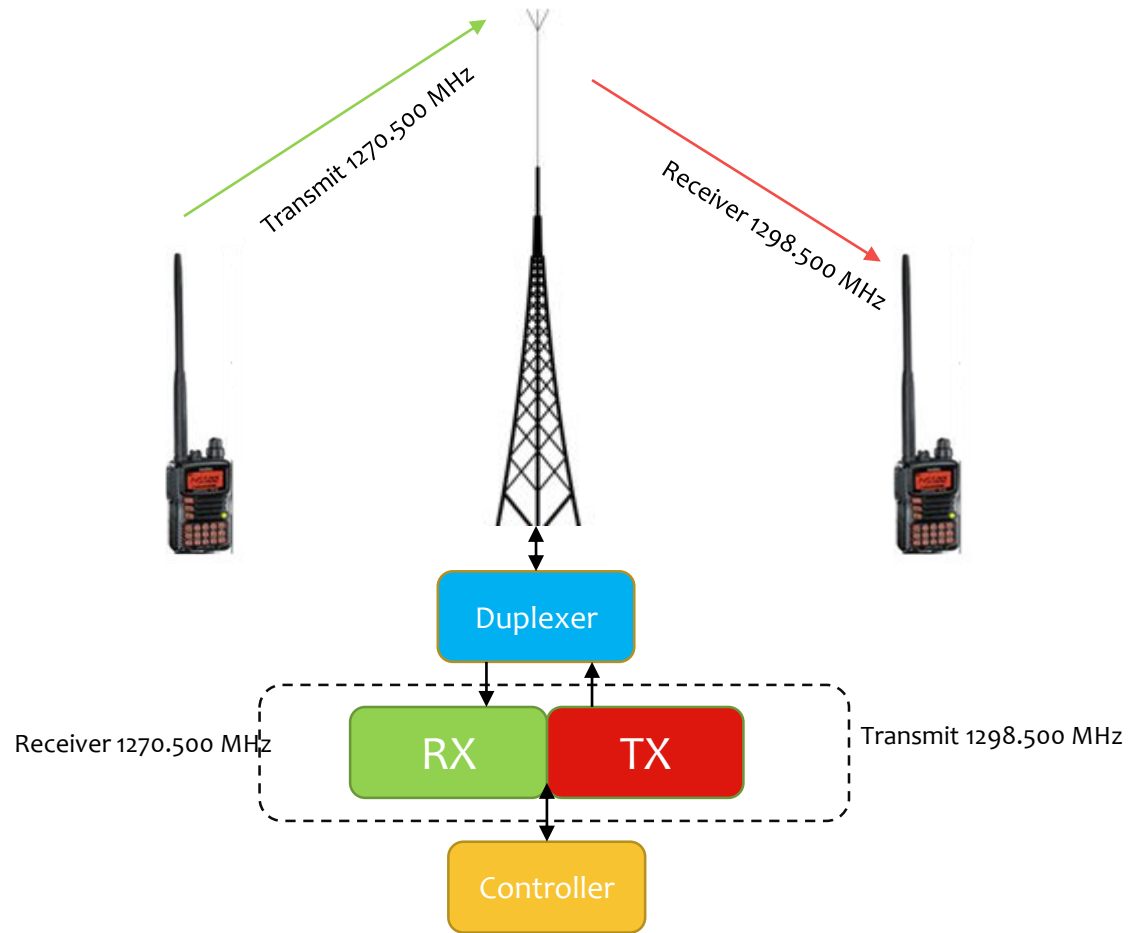 Transmit 1270.500 MHz
Receiver 1298.500 MHz
Duplexer
Receiver 1270.500 MHz
RX
TX
Transmit 1298.500 MHz
Controller